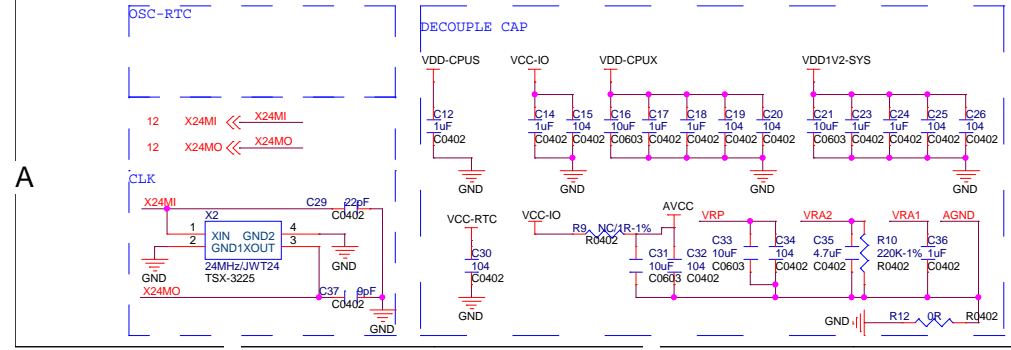 OSC-RTC
DECOUPLE CAP
VDD-CPUS
VCC-IO
VDD-CPUX
VDD1V2-SYS
12 X24MI X24MI
12 X24MO X24MO
C12
1uF
C0402
C14
1uF
C0402
C15
104
C0402
C16
10uF
C0603
C17
1uF
C0402
C18
1uF
C0402
C19
104
C0402
C20
104
C0402
C21
10uF
C0603
C23
1uF
C0402
C24
1uF
C0402
C25
104
C0402
C26
104
C0402
GND
GND
GND
GND
A
CLK
X24MI
C29 22pF
C0402
X2
1 XIN GND2 4
2 GND1XOUT 3
24MHz/JWT24
TSX-3225
GND
GND
X24MO
C37 9pF
C0402
GND
VCC-RTC
C30
104
C0402
GND
VCC-IO
R9 NC/1R-1%
R0402
AVCC
C31
10uF
C0603
C32
104
C0402
VRP
C33
10uF
C0603
C34
104
C0402
VRA2
C35
4.7uF
C0402
R10
220K-1%
R0402
VRA1
C36
1uF
C0402
AGND
GND
R12 0R R0402